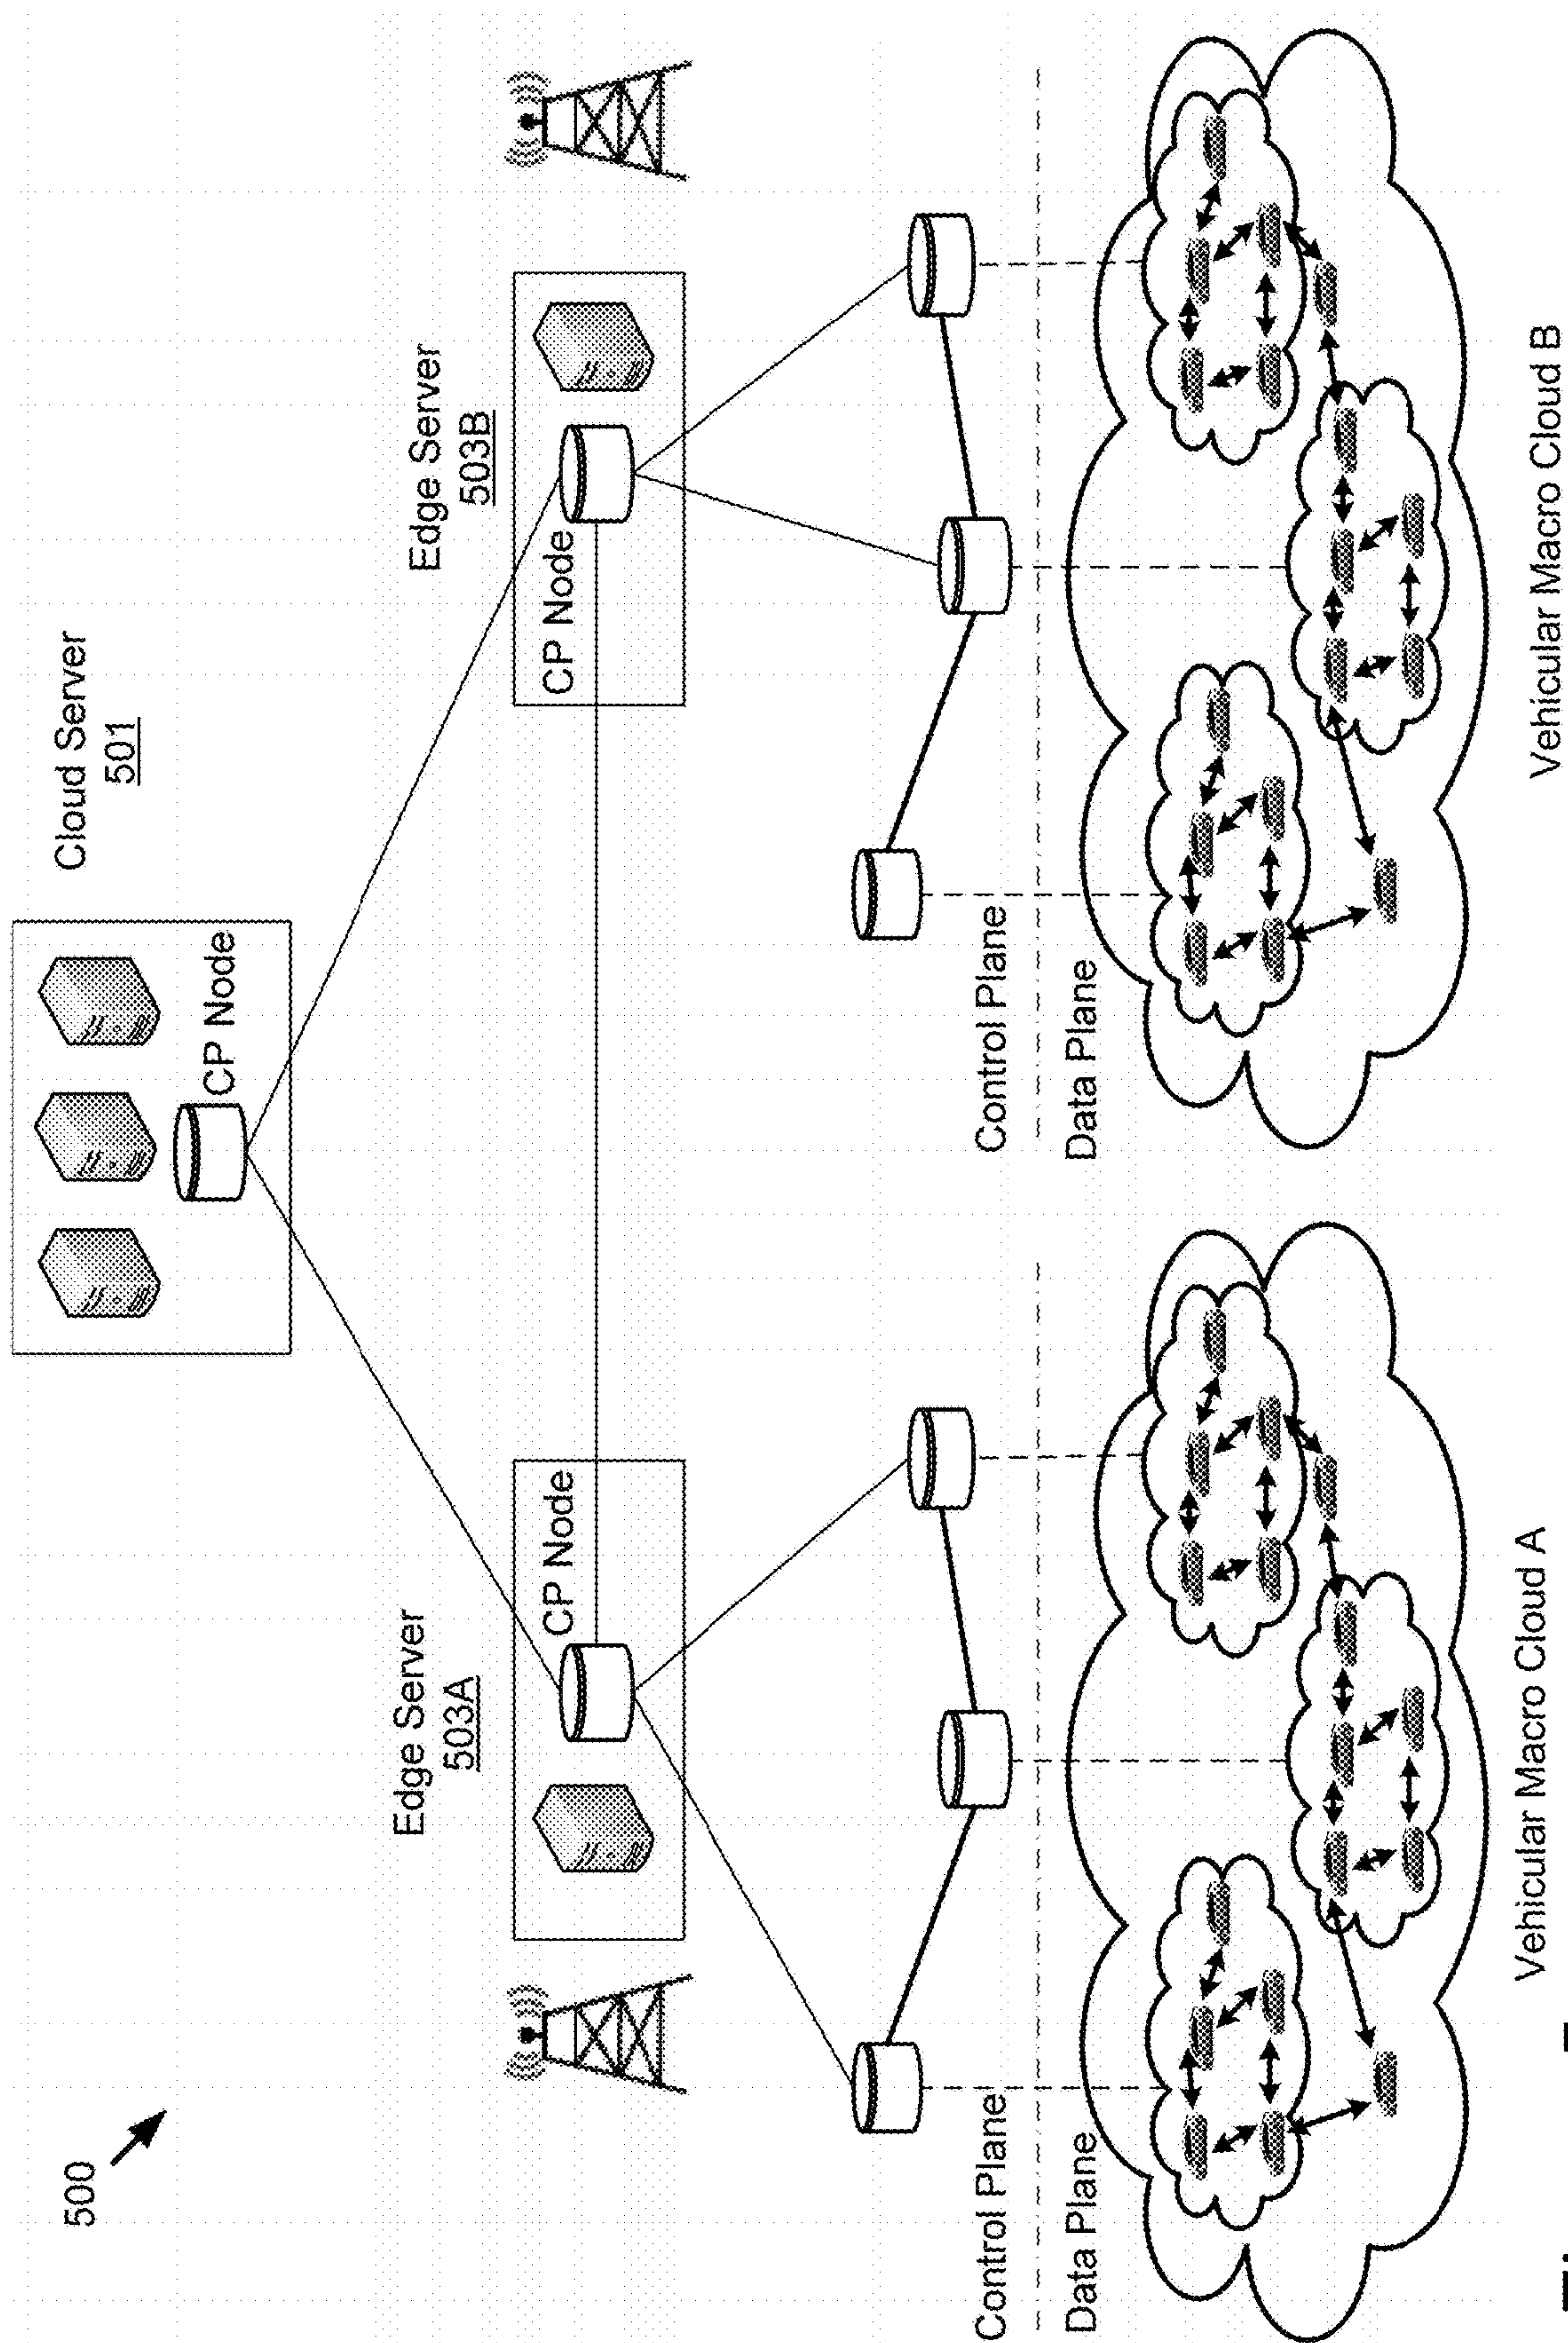 500
Cloud Server
501
CP Node
Edge Server
503A
CP Node
Edge Server
503B
CP Node
Control Plane
Data Plane
Control Plane
Data Plane
Vehicular Macro Cloud A
Vehicular Macro Cloud B